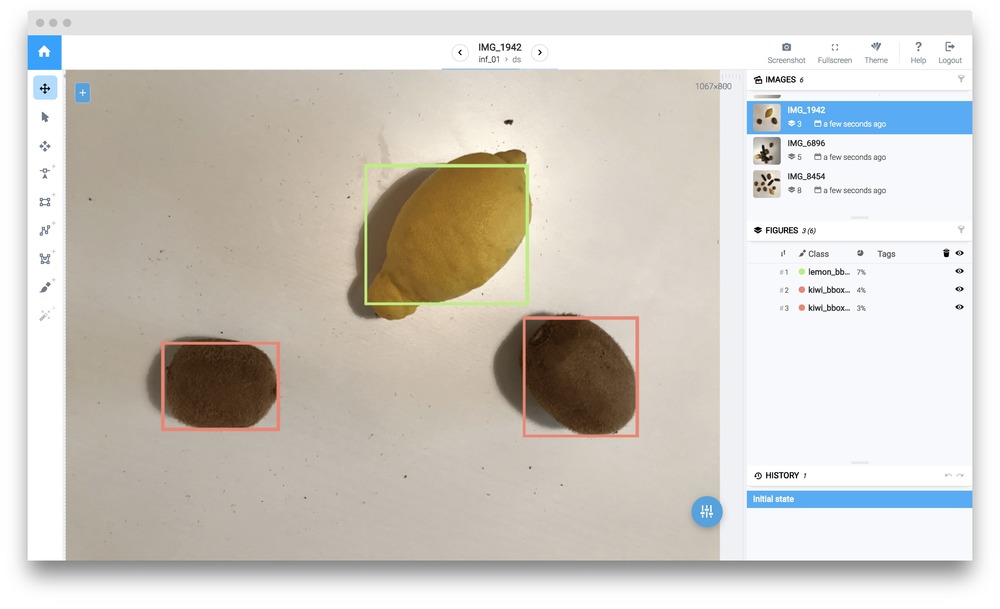 IMG_1942
inf_01 > ds
Screenshot
Fullscreen
Theme
Help
Logout
1067x800
IMAGES 6
IMG_1942
3 a few seconds ago
IMG_6896
5 a few seconds ago
IMG_8454
8 a few seconds ago
FIGURES 3 (6)
Class Tags
#1 lemon_bb... 7%
#2 kiwi_bbox... 4%
#3 kiwi_bbox... 3%
HISTORY 1
Initial state